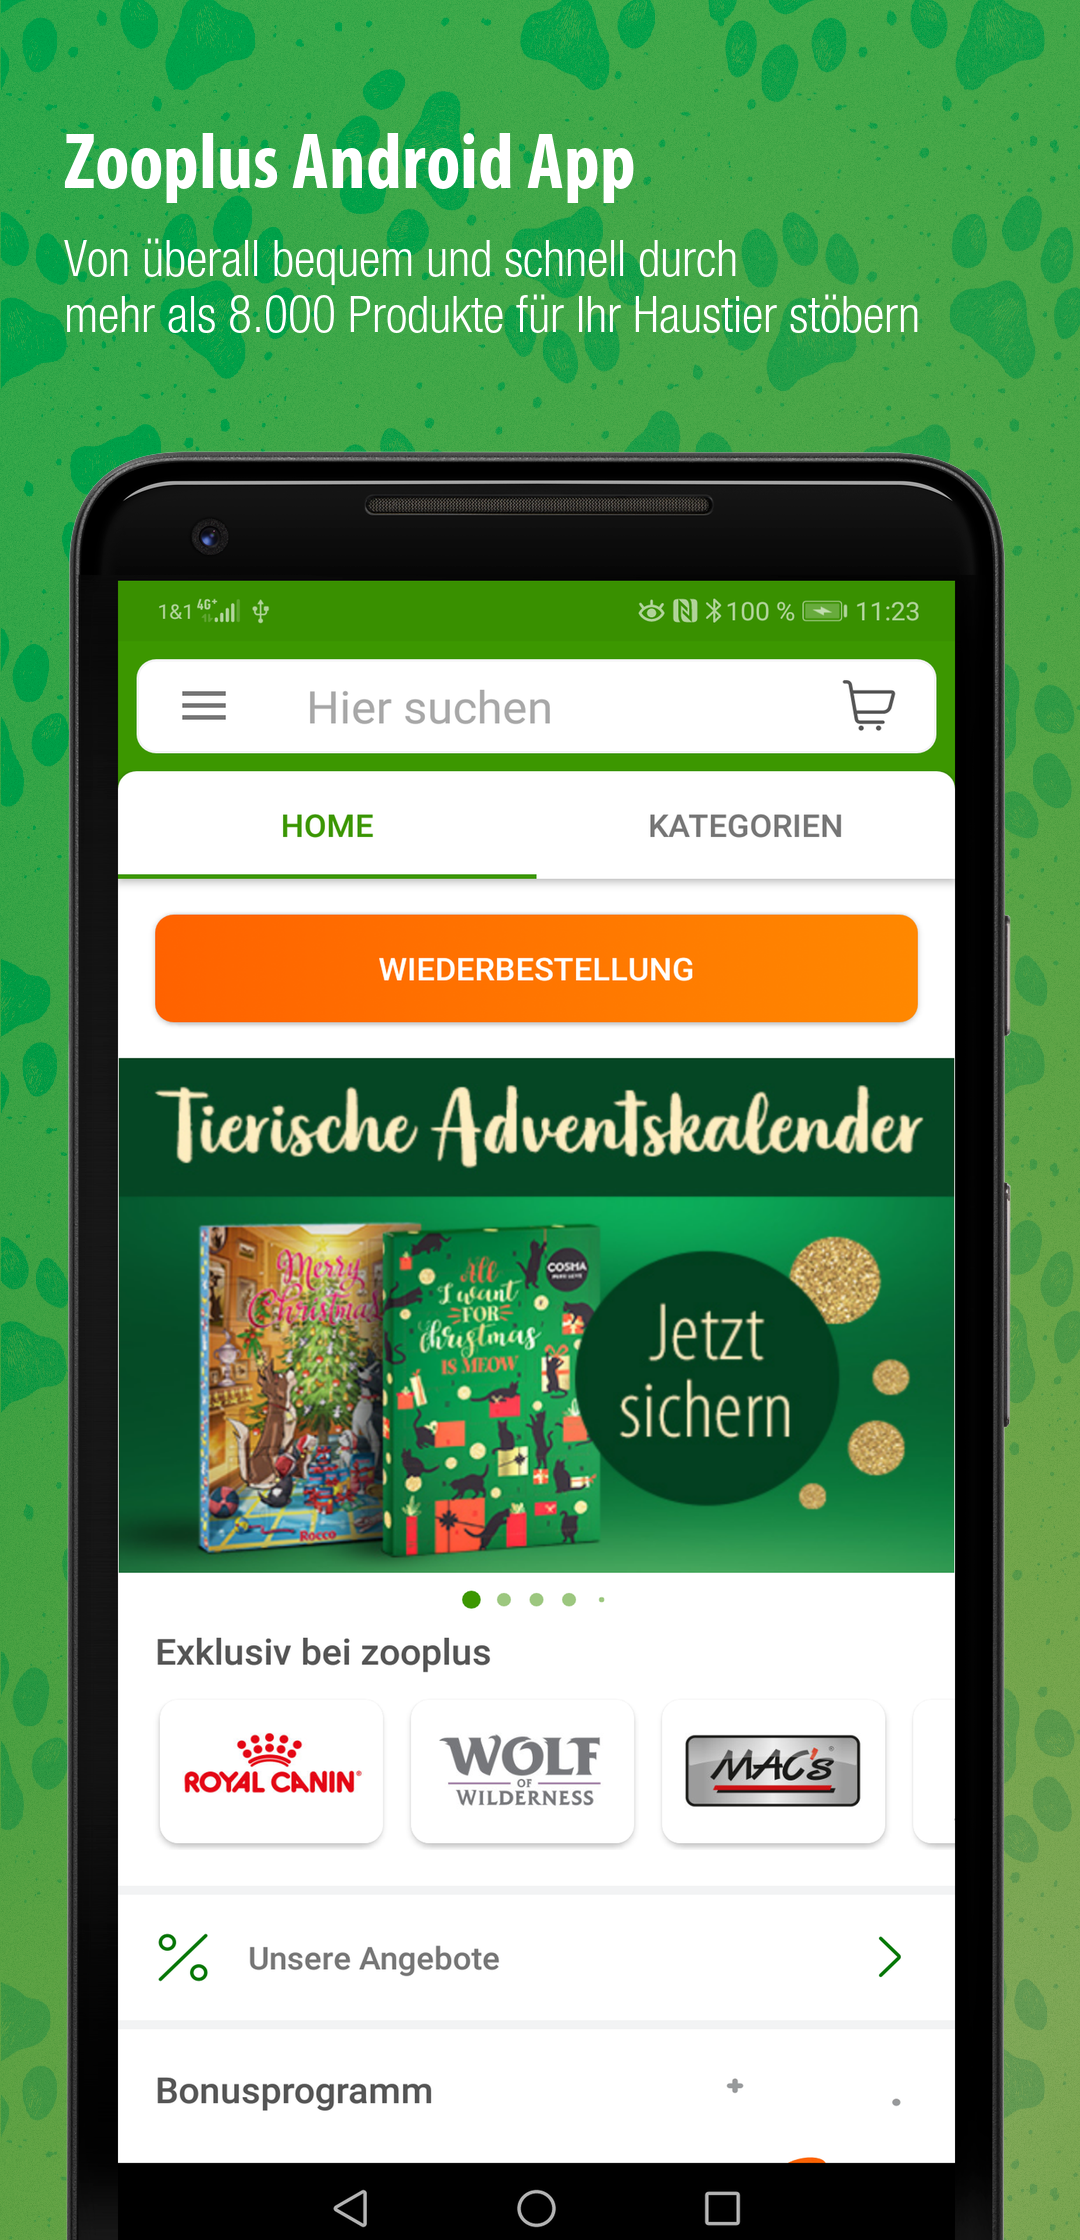 Zooplus Android App
Von überall bequem und schnell durch
mehr als 8.000 Produkte für Ihr Haustier stöbern
1&1 4G+ 100 % 11:23
Hier suchen
HOME KATEGORIEN
WIEDERBESTELLUNG
Tierische Adventskalender
Merry
Christmas
Rocco
COSMA
All
I want
FOR
Christmas
IS MEOW
Jetzt
sichern
Exklusiv bei zooplus
ROYAL CANIN®
WOLF
OF
WILDERNESS
MAC's
Unsere Angebote
Bonusprogramm